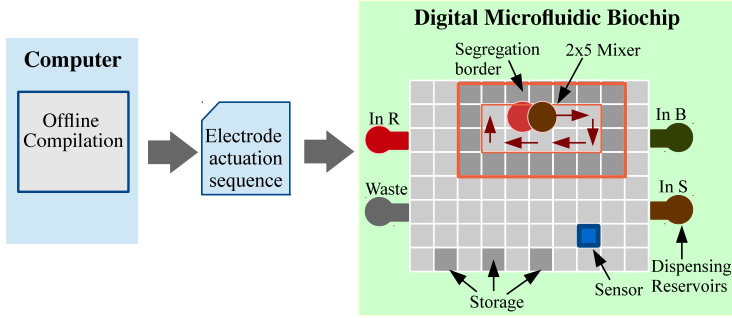 Computer
Offline
Compilation
Electrode
actuation
sequence
Digital Microfluidic Biochip
Segregation
border
2x5 Mixer
In R
In B
Waste
In S
Storage
Sensor
Dispensing
Reservoirs